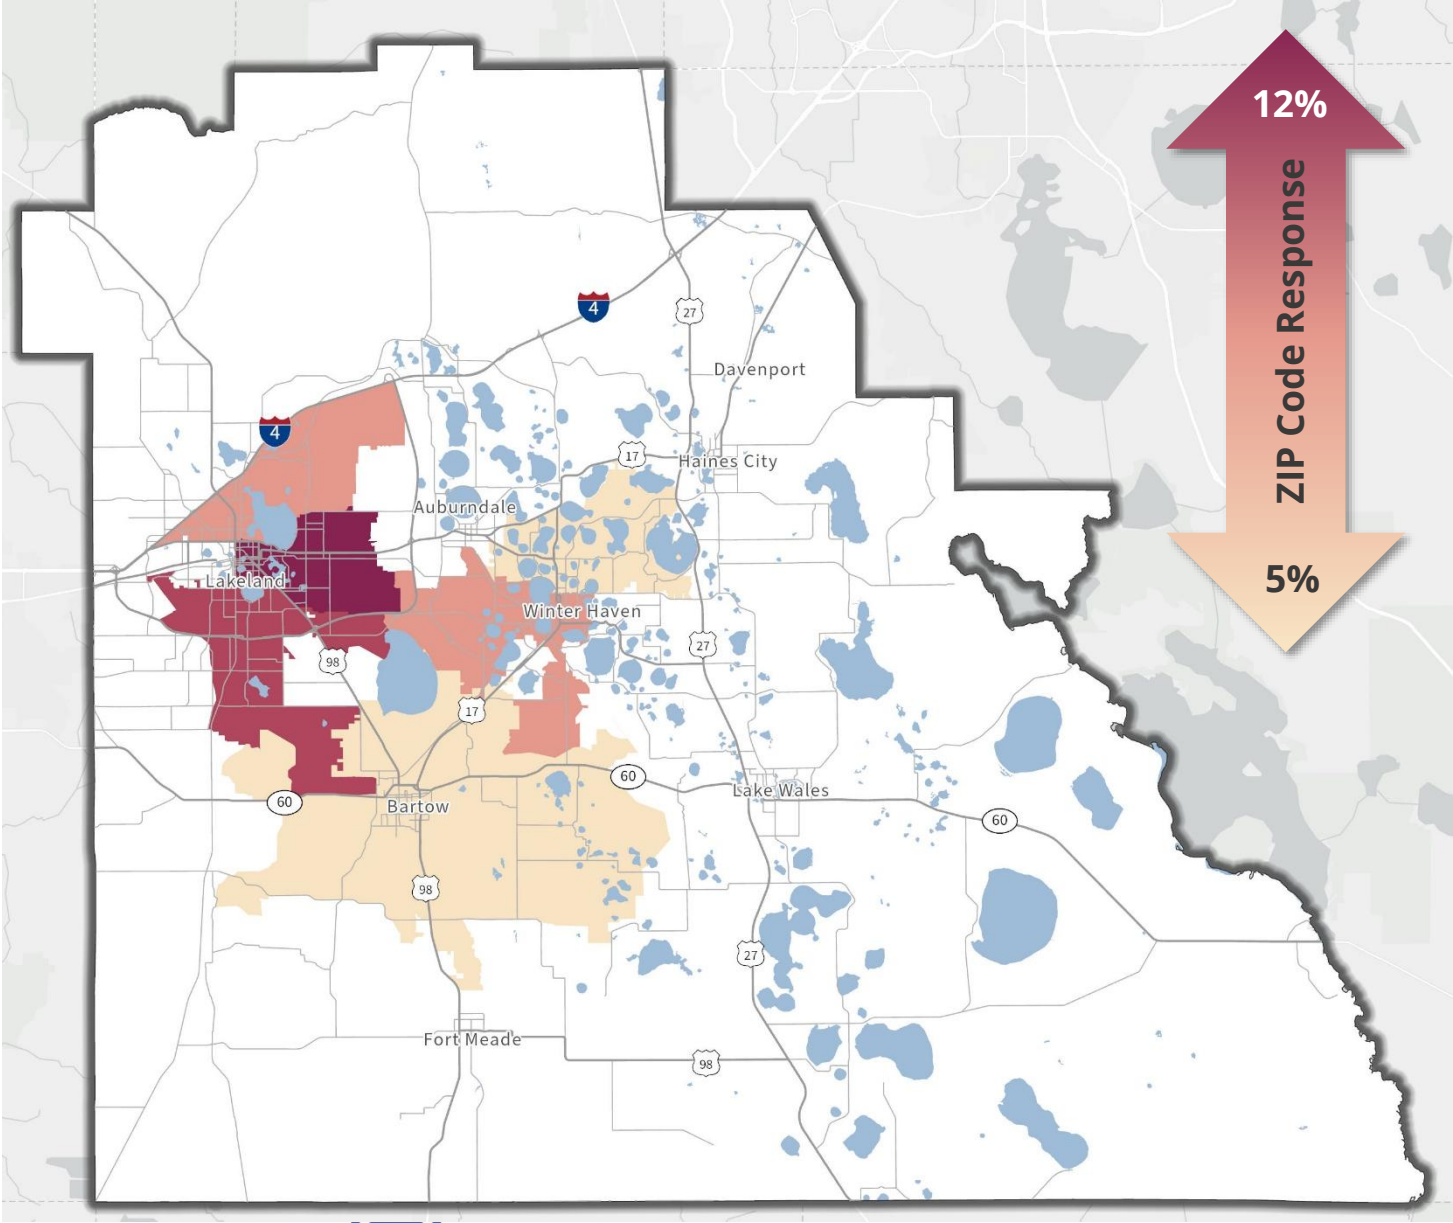 12%
ZIP Code Response
5%
4
27
Davenport
4
17
Haines City
Auburndale
Lakeland
Winter Haven
27
98
17
60
Lake Wales
60
Bartow
60
98
27
Fort Meade
98